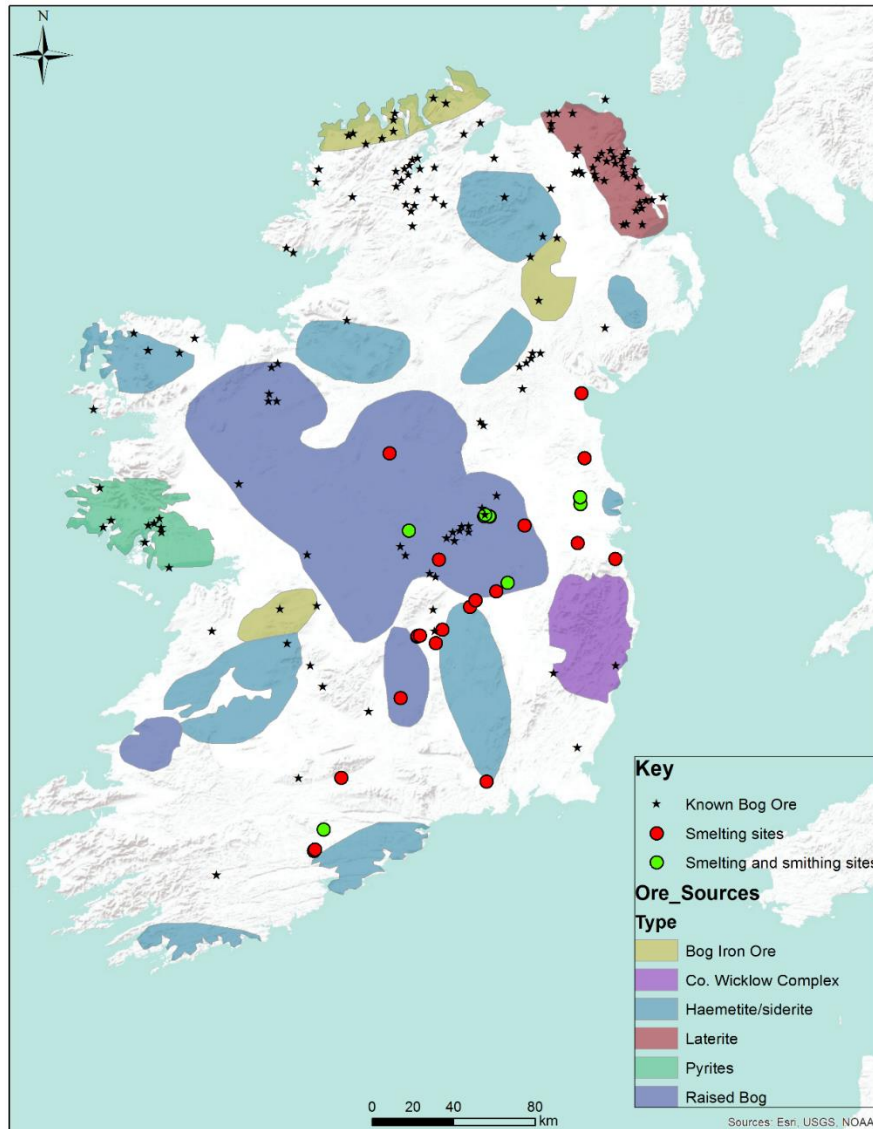 N
Key
Known Bog Ore
Smelting sites
Smelting and smithing sites
Ore_Sources
Type
Bog Iron Ore
Co. Wicklow Complex
Haemetite/siderite
Laterite
Pyrites
Raised Bog
0 20 40 80
km
Sources: Esri, USGS, NOAA